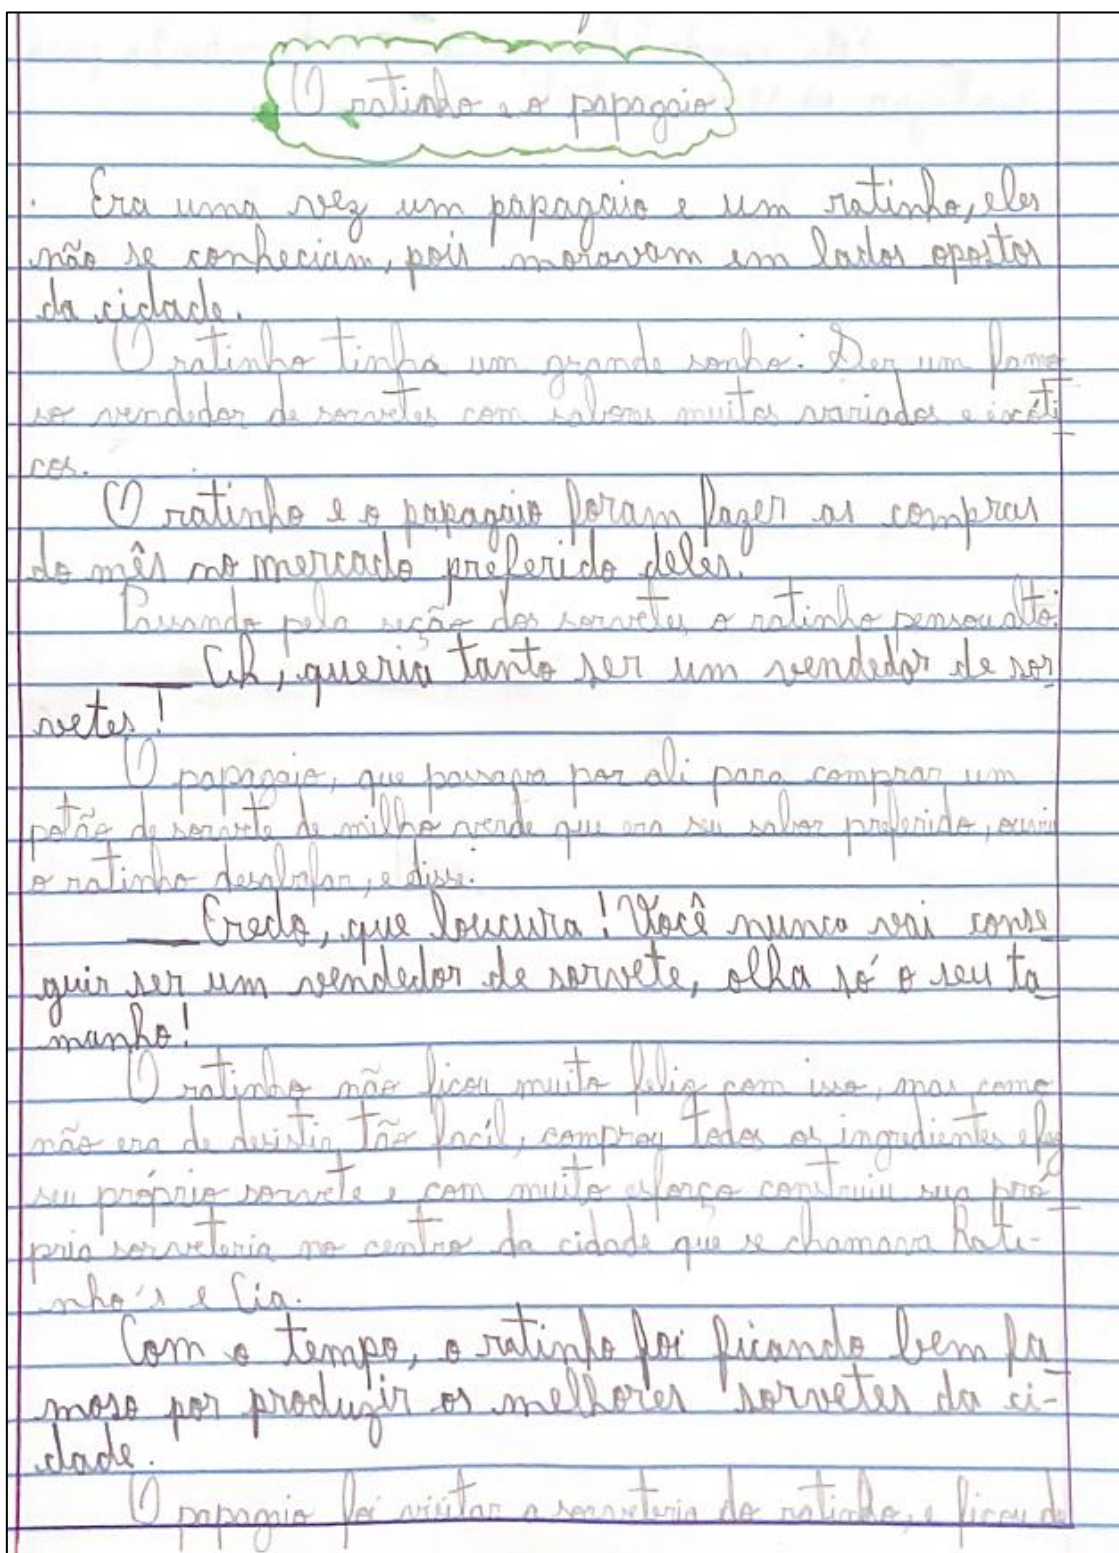 O ratinho e o papagaio
Era uma vez um papagaio e um ratinho, eles
não se conheciam, pois moravam em lados opostos
da cidade.
O ratinho tinha um grande sonho: Ser um famo
so vendedor de sorvetes com sabores muitos variados e exóti
cos.
O ratinho e o papagaio foram fazer as compras
do mês no mercado preferido deles.
Passando pela seção dos sorvetes o ratinho pensou alto:
— Ah, queria tanto ser um vendedor de sor
vetes!
O papagaio, que passava por ali para comprar um
potão de sorvete de milho verde que era seu sabor preferido, ouviu
o ratinho desabafar, e disse:
— Credo, que loucura! Você nunca vai conse
guir ser um vendedor de sorvete, olha só o seu ta
manho!
O ratinho não ficou muito feliz com isso, mas como
não era de desistir tão facíl, comprou todos os ingredientes e fez
seu próprio sorvete e com muito esforço construiu sua pró
pria sorveteria no centro da cidade que se chamava Rati-
nho's e Cia.
Com o tempo, o ratinho foi ficando bem fa
moso por produzir os melhores sorvetes da ci-
dade.
O papagaio foi visitar a sorveteria do ratinho, e ficou de